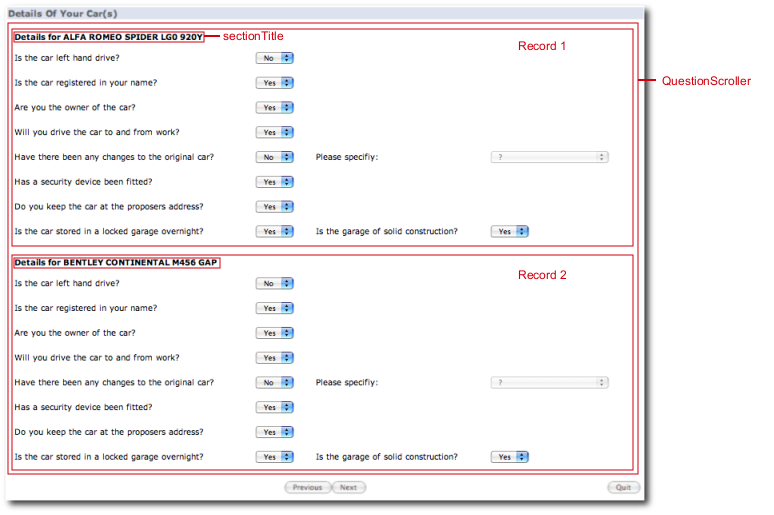 Details Of Your Car(s)
Details for ALFA ROMEO SPIDER LG0 920Y sectionTitle Record 1
Is the car left hand drive? No
Is the car registered in your name? Yes
QuestionScroller
Are you the owner of the car? Yes
Will you drive the car to and from work? Yes
Have there been any changes to the original car? No Please specifiy: ?
Has a security device been fitted? Yes
Do you keep the car at the proposers address? Yes
Is the car stored in a locked garage overnight? Yes Is the garage of solid construction? Yes
Details for BENTLEY CONTINENTAL M456 GAP
Record 2
Is the car left hand drive? No
Is the car registered in your name? Yes
Are you the owner of the car? Yes
Will you drive the car to and from work? Yes
Have there been any changes to the original car? No Please specifiy: ?
Has a security device been fitted? Yes
Do you keep the car at the proposers address? Yes
Is the car stored in a locked garage overnight? Yes Is the garage of solid construction? Yes
Previous Next Quit